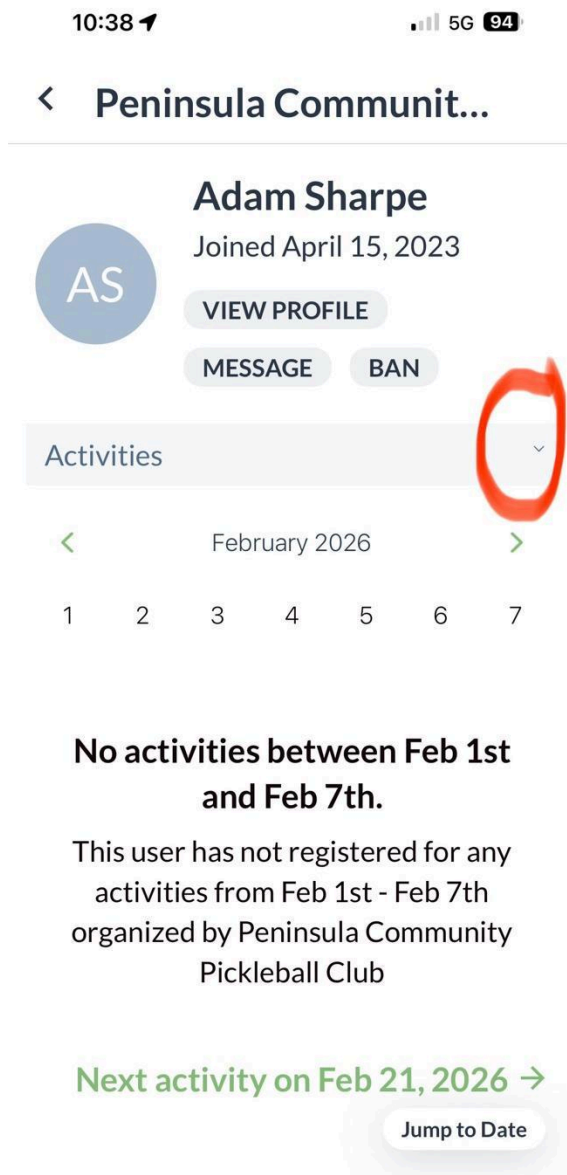 10:38 5G 94
Peninsula Communit...
Adam Sharpe
Joined April 15, 2023
AS
VIEW PROFILE
MESSAGE BAN
Activities
February 2026
1 2 3 4 5 6 7
No activities between Feb 1st
and Feb 7th.
This user has not registered for any
activities from Feb 1st - Feb 7th
organized by Peninsula Community
Pickleball Club
Next activity on Feb 21, 2026 →
Jump to Date